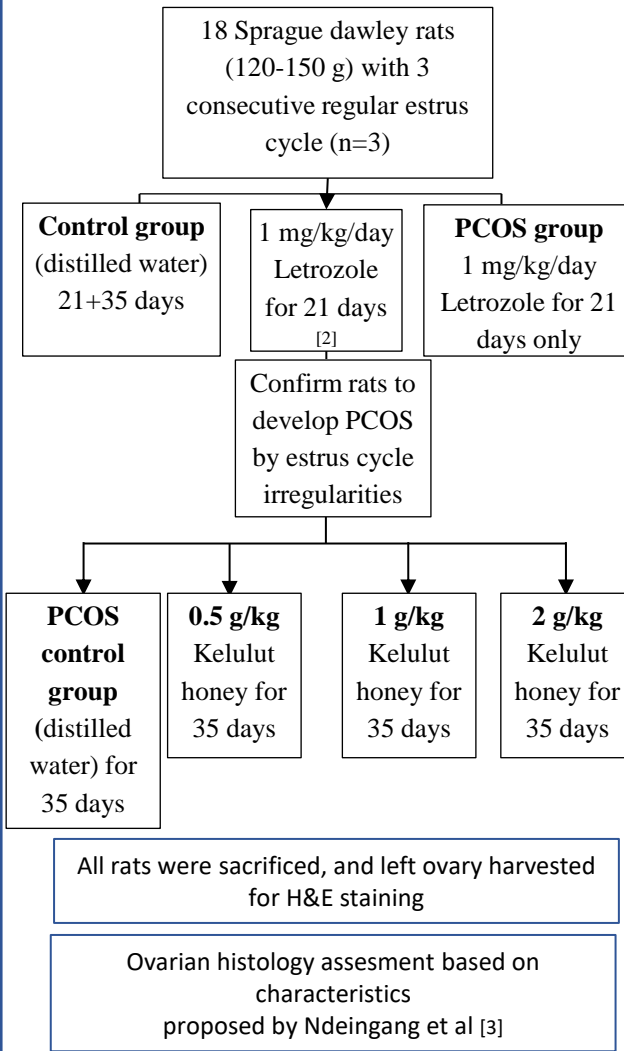 18 Sprague dawley rats
(120-150 g) with 3
consecutive regular estrus
cycle (n=3)
Control group
(distilled water)
21+35 days
1 mg/kg/day
Letrozole
for 21 days
[2]
PCOS group
1 mg/kg/day
Letrozole for 21
days only
Confirm rats to
develop PCOS
by estrus cycle
irregularities
PCOS
control
group
(distilled
water) for
35 days
0.5 g/kg
Kelulut
honey for
35 days
1 g/kg
Kelulut
honey for
35 days
2 g/kg
Kelulut
honey for
35 days
All rats were sacrificed, and left ovary harvested
for H&E staining
Ovarian histology assesment based on
characteristics
proposed by Ndeingang et al [3]